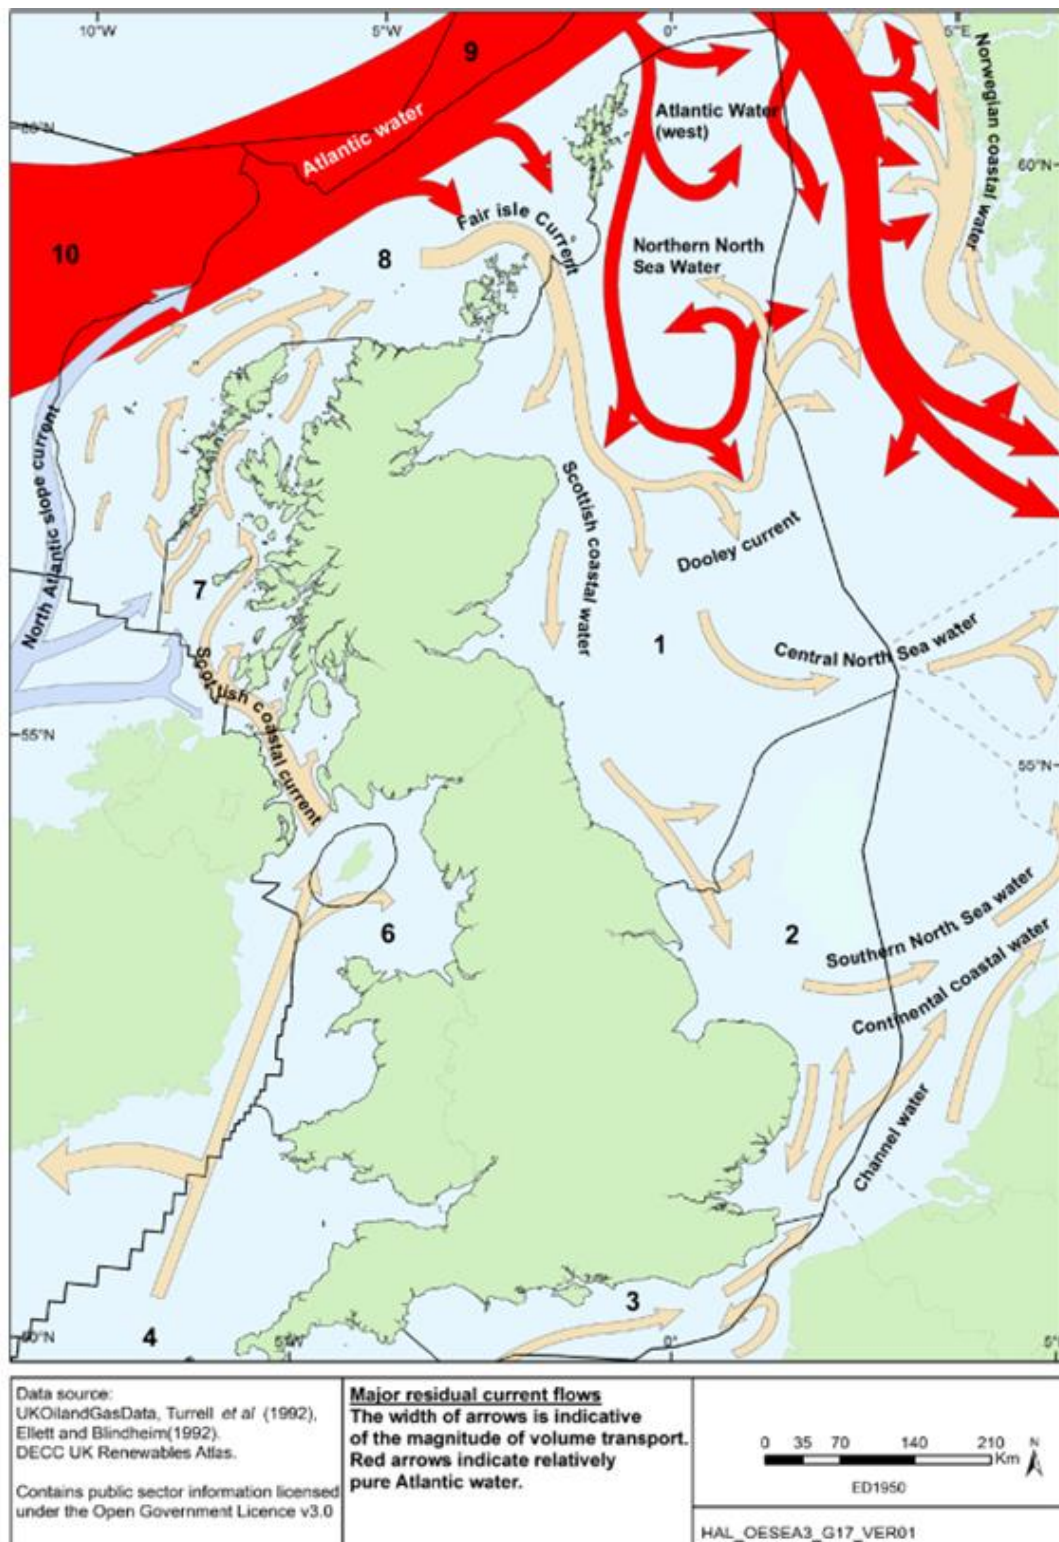 10°W
5°W
0°
5°E
9
Atlantic water
Atlantic Water
(west)
Norwegian coastal water
60°N
10
8
Fair isle Current
Northern North
Sea Water
North Atlantic slope current
7
Scottish coastal water
Dooley current
1
Central North Sea water
Scottish coastal current
55°N
55°N
6
2
Southern North Sea water
Continental coastal water
Channel water
3
4
5°W
0°
Data source:
UKOilandGasData, Turrell et al (1992),
Ellett and Blindheim(1992).
DECC UK Renewables Atlas.
Contains public sector information licensed
under the Open Government Licence v3.0
Major residual current flows
The width of arrows is indicative
of the magnitude of volume transport.
Red arrows indicate relatively
pure Atlantic water.
0 35 70 140 210
Km
N
ED1950
HAL_OESEA3_G17_VER01